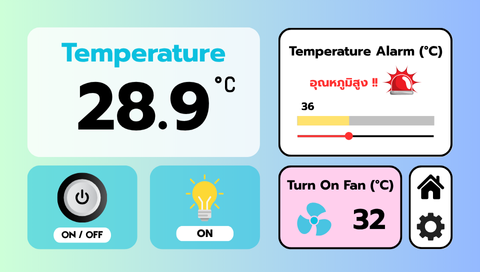 Temperature
28.9 °C
ON / OFF
ON
Temperature Alarm (°C)
อุณหภูมิสูง !!
36
Turn On Fan (°C)
32